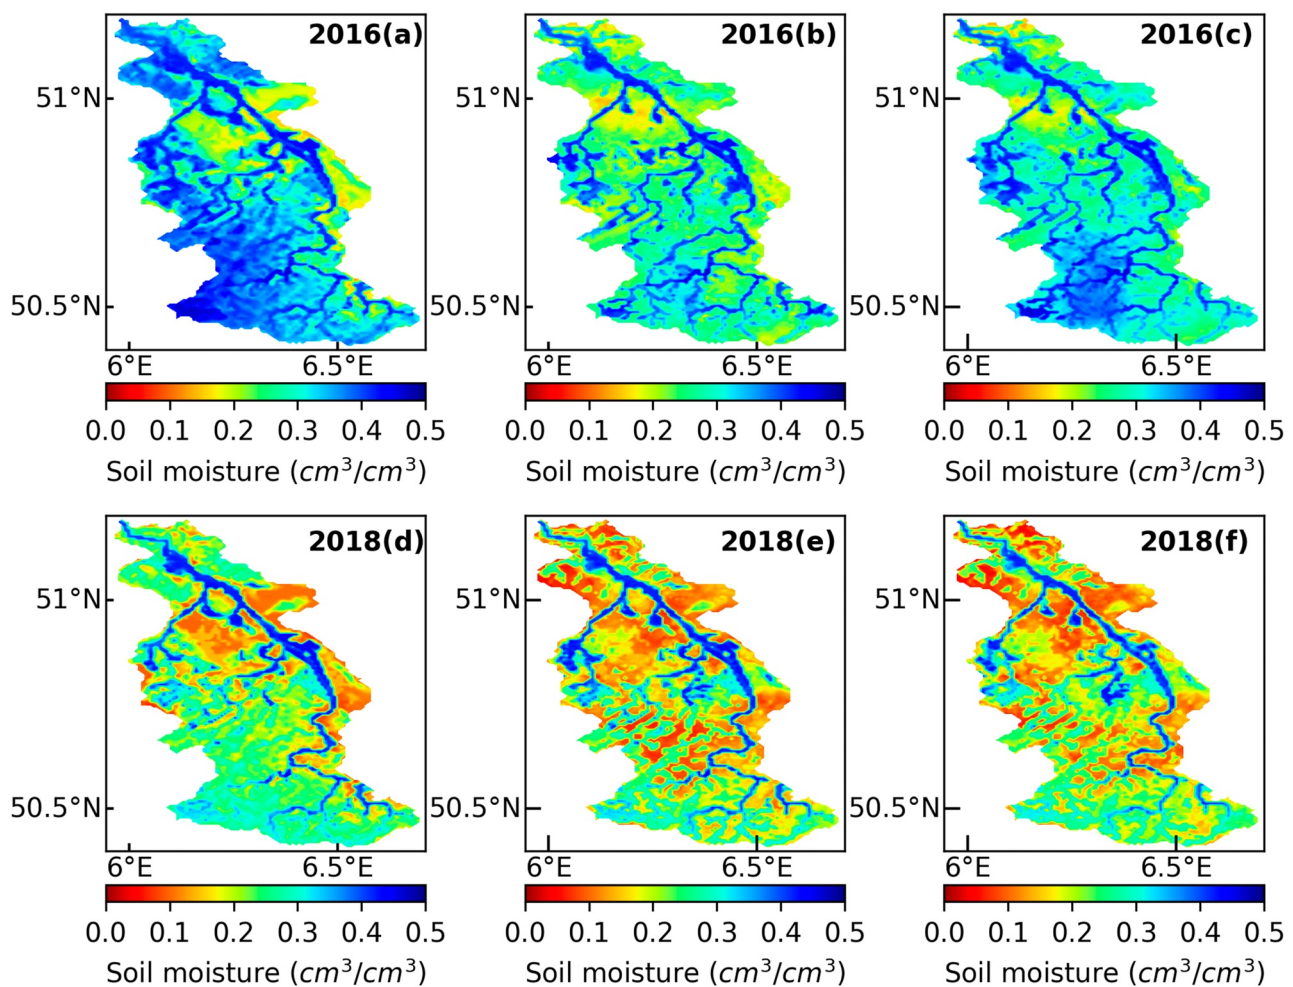 2016(a) 2016(b) 2016(c)
51°N 51°N 51°N
50.5°N 50.5°N 50.5°N
6°E 6.5°E 6°E 6.5°E 6°E 6.5°E
0.0 0.1 0.2 0.3 0.4 0.5 0.0 0.1 0.2 0.3 0.4 0.5 0.0 0.1 0.2 0.3 0.4 0.5
Soil moisture (cm³/cm³) Soil moisture (cm³/cm³) Soil moisture (cm³/cm³)
2018(d) 2018(e) 2018(f)
51°N 51°N 51°N
50.5°N 50.5°N 50.5°N
6°E 6.5°E 6°E 6.5°E 6°E 6.5°E
0.0 0.1 0.2 0.3 0.4 0.5 0.0 0.1 0.2 0.3 0.4 0.5 0.0 0.1 0.2 0.3 0.4 0.5
Soil moisture (cm³/cm³) Soil moisture (cm³/cm³) Soil moisture (cm³/cm³)